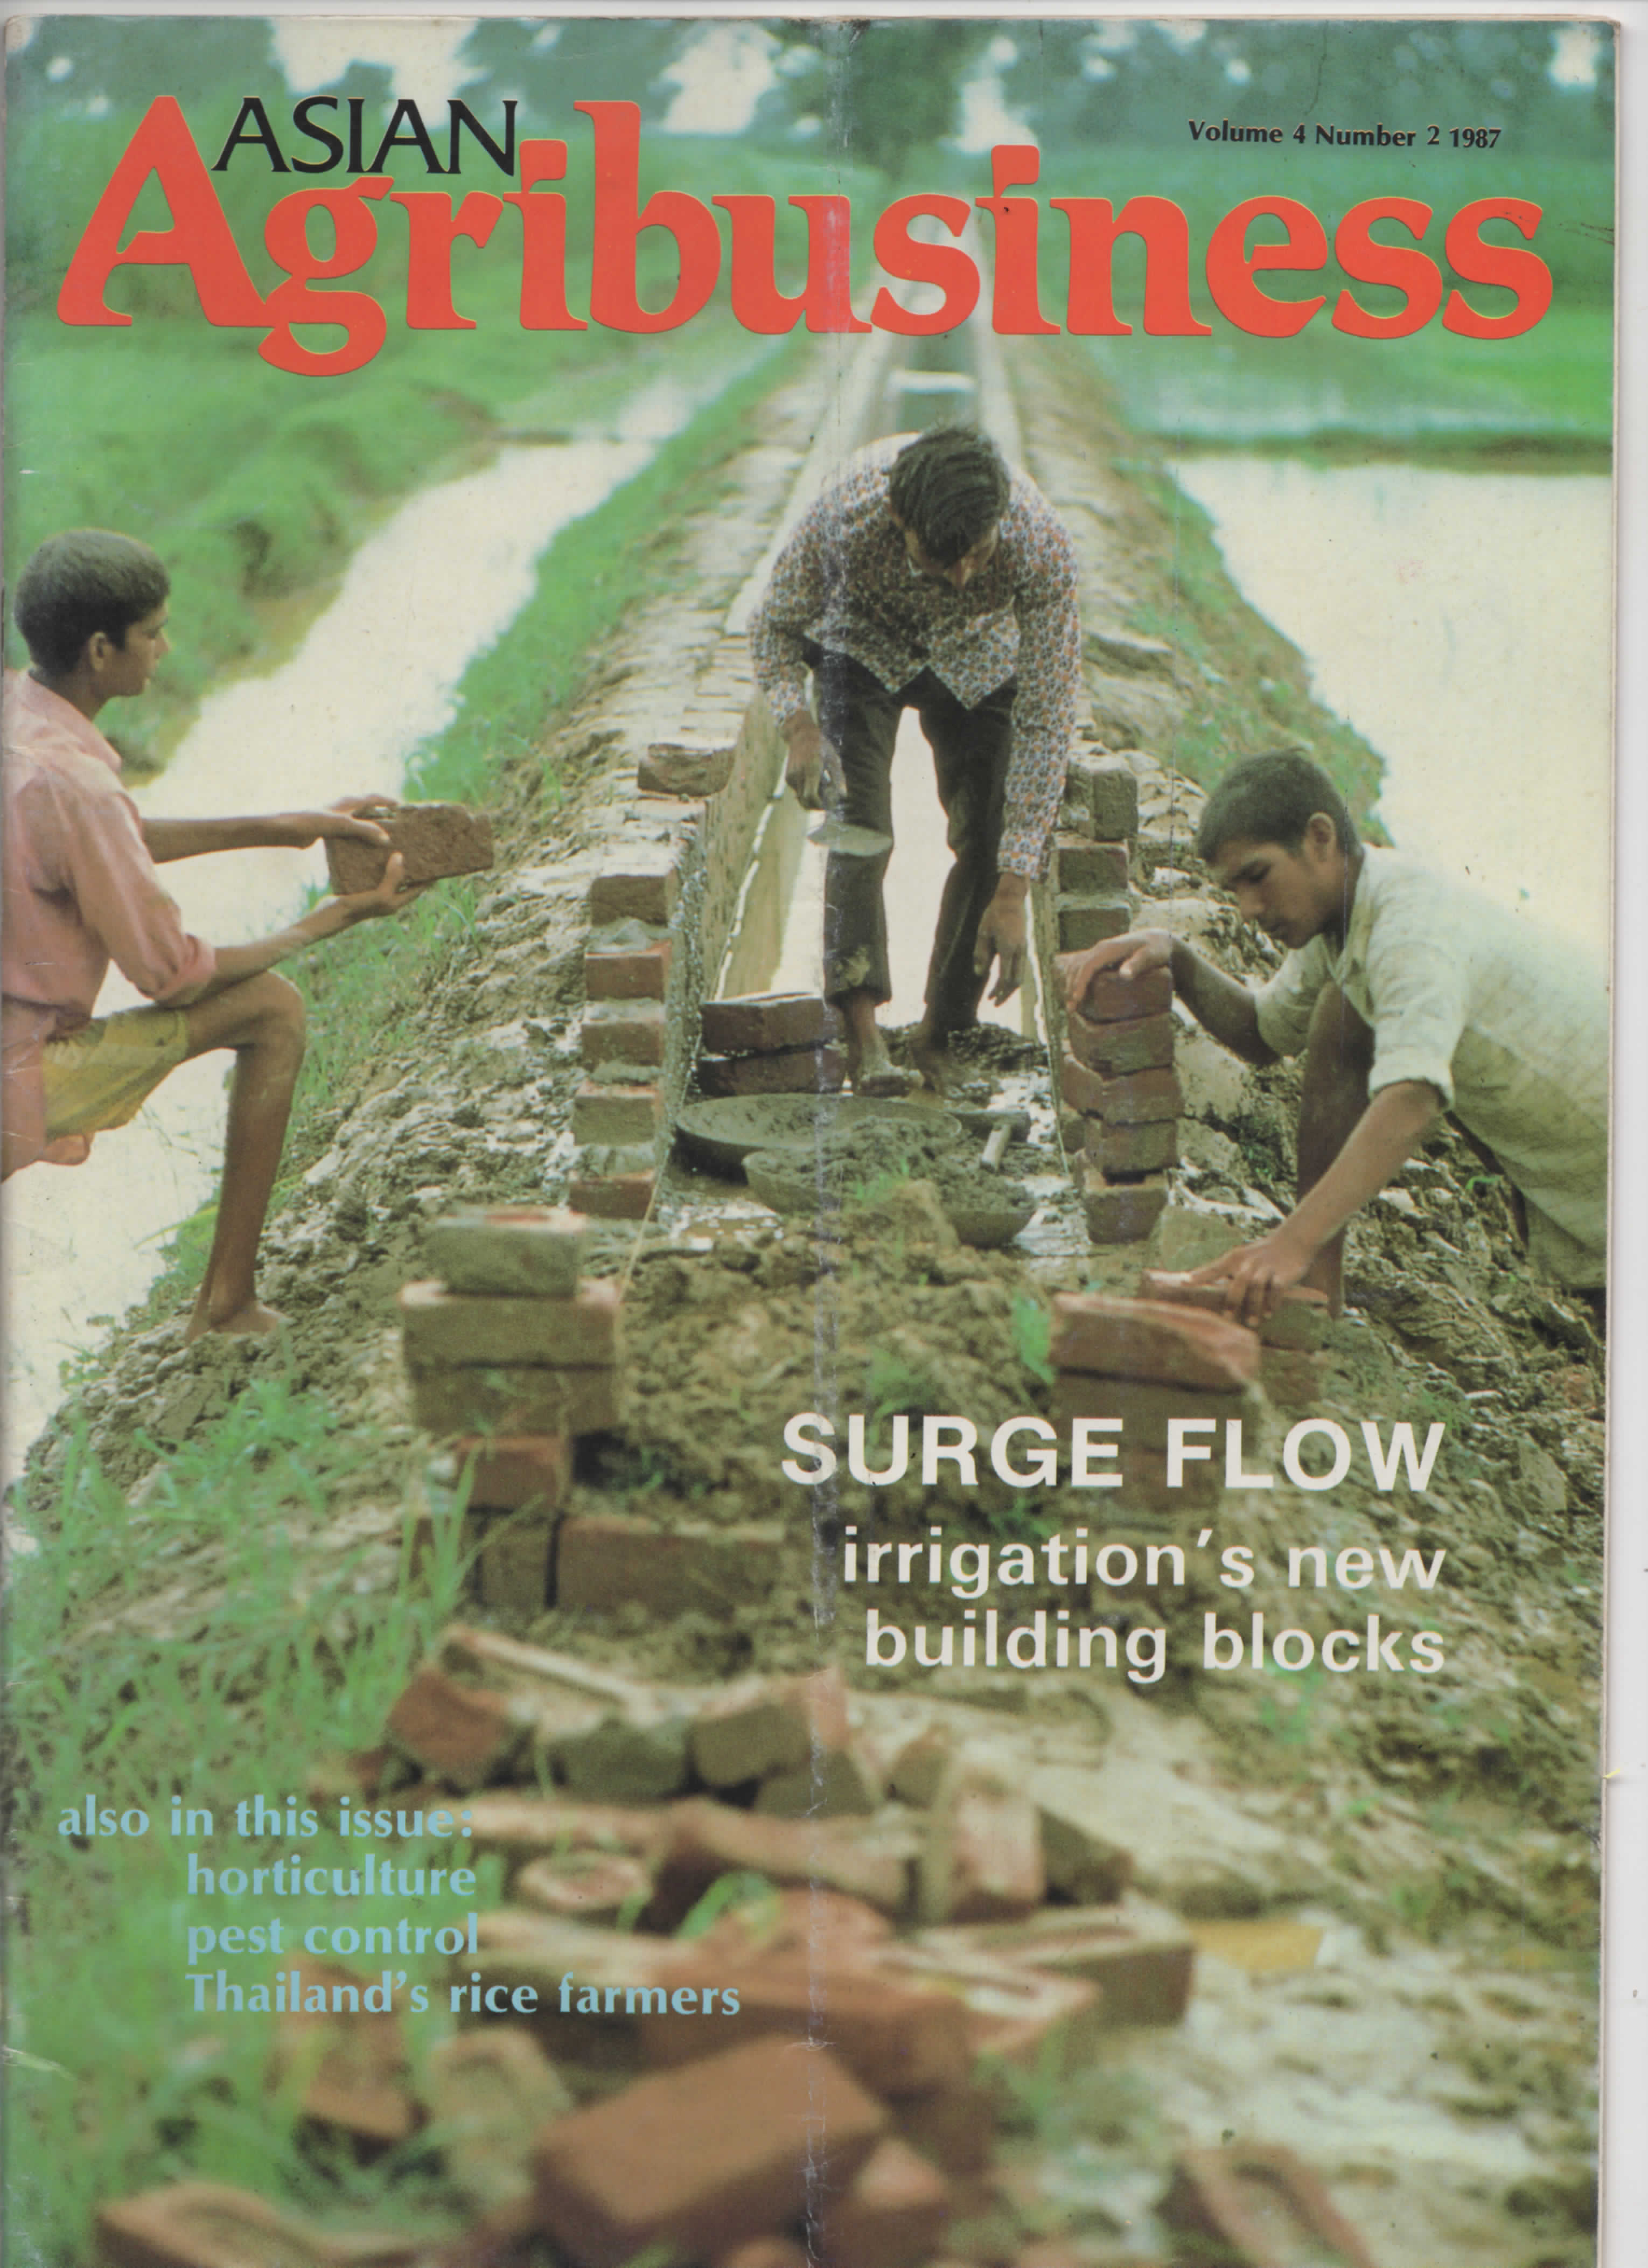 ASIAN
Agribusiness
Volume 4 Number 2 1987
SURGE FLOW
irrigation's new
building blocks
also in this issue:
horticulture
pest control
Thailand's rice farmers